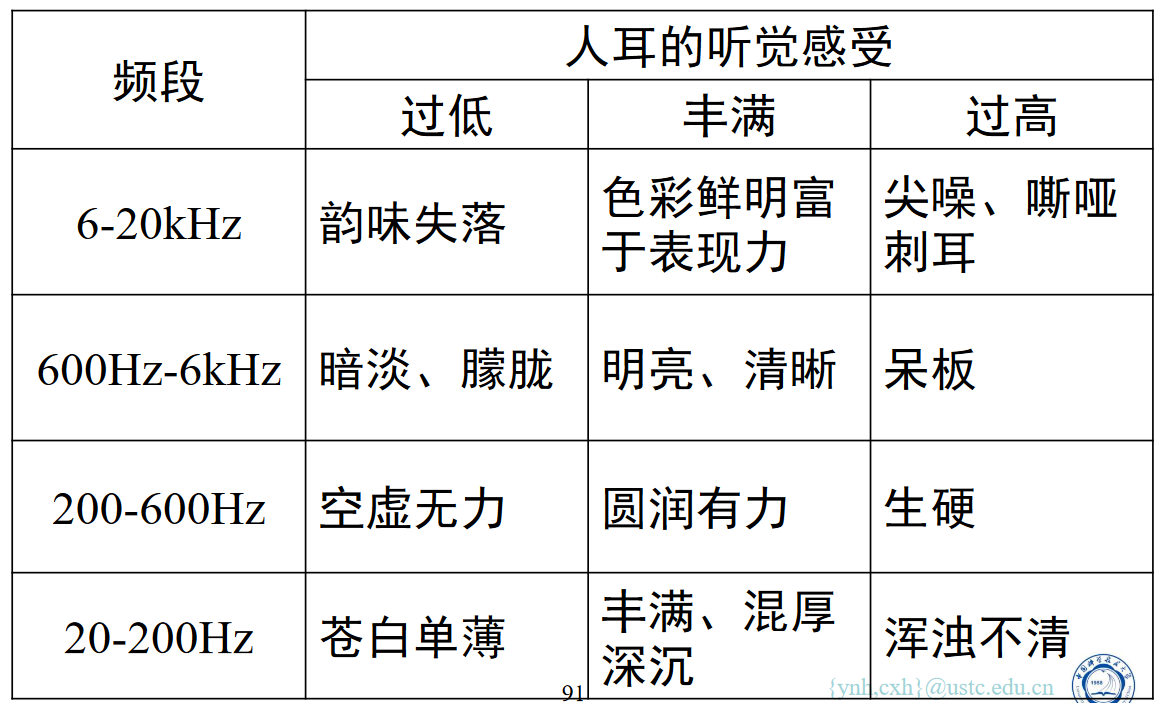 频段
人耳的听觉感受
过低
丰满
过高
6-20kHz
韵味失落
色彩鲜明富
于表现力
尖噪、嘶哑
刺耳
600Hz-6kHz
暗淡、朦胧
明亮、清晰
呆板
200-600Hz
空虚无力
圆润有力
生硬
20-200Hz
苍白单薄
丰满、混厚
深沉
浑浊不清
91
{ynh,cxh}@ustc.edu.cn
1958